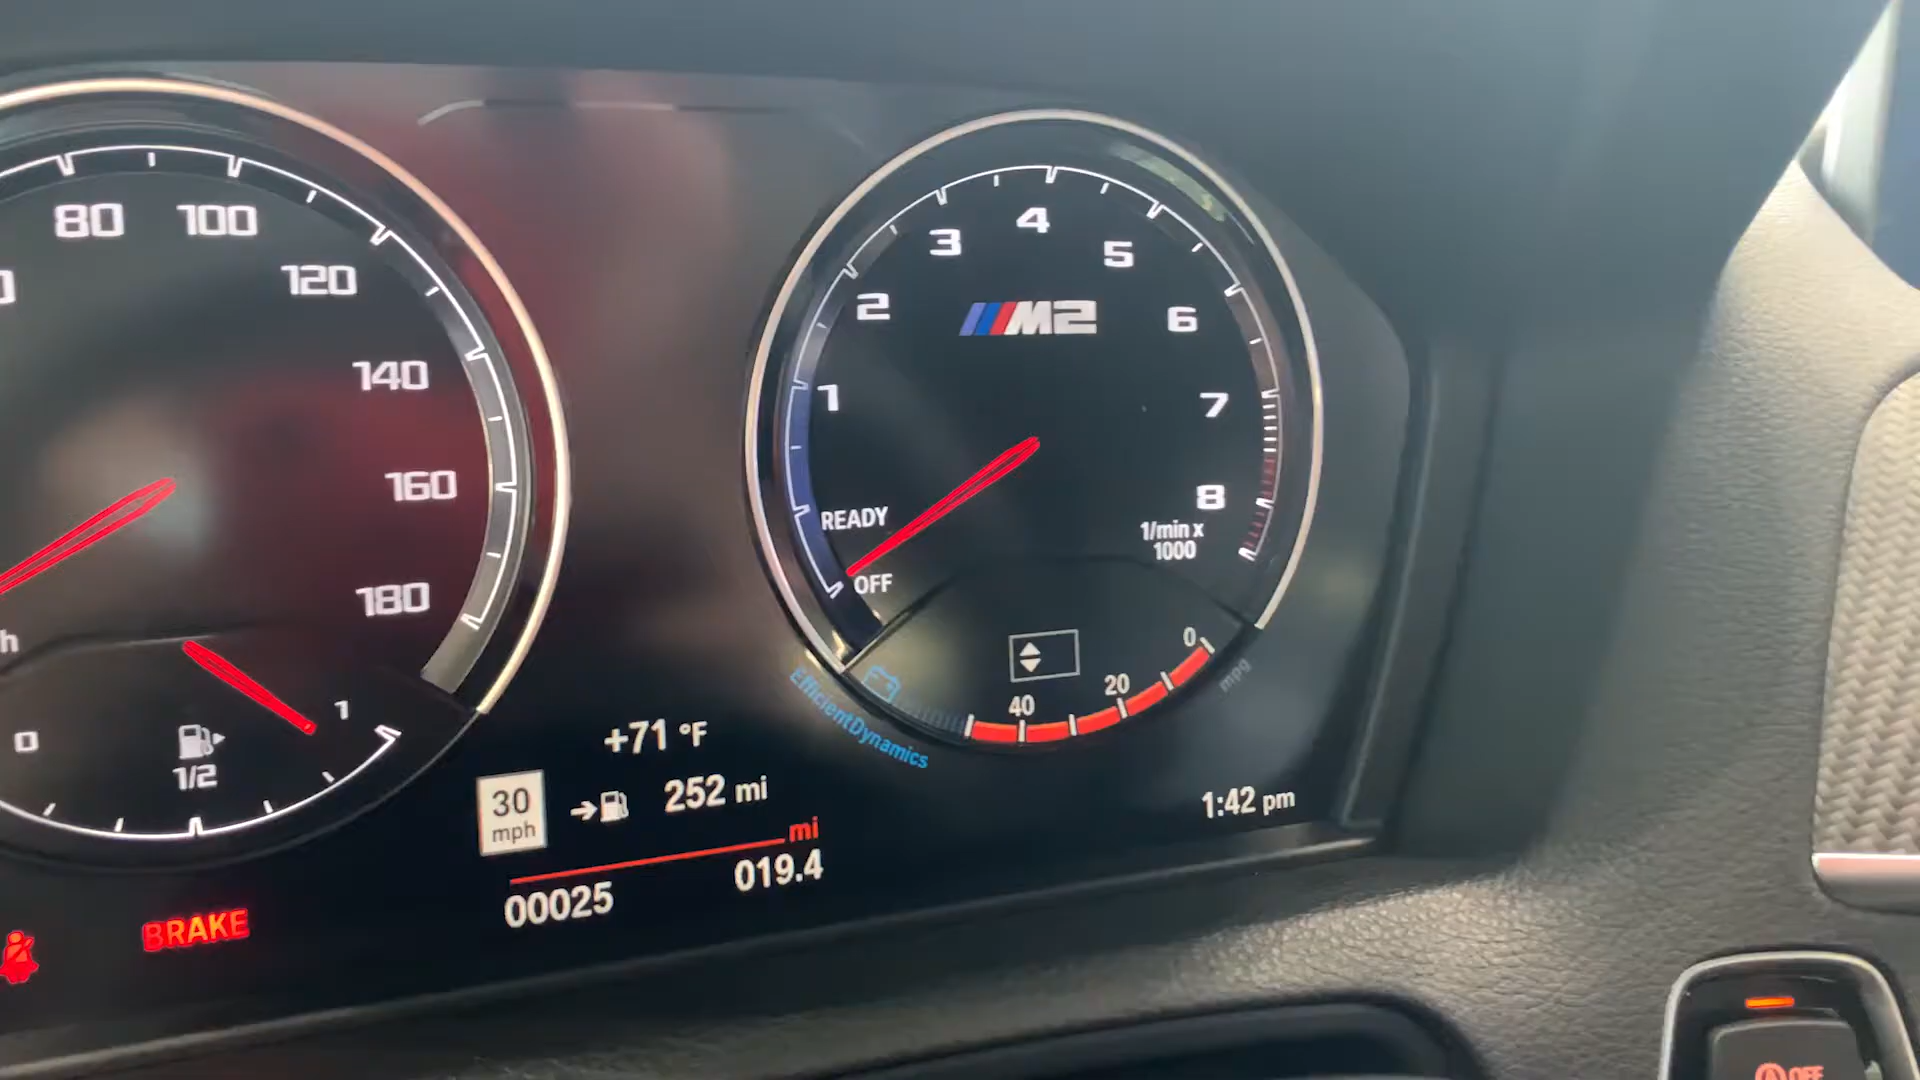 80
100
120
140
160
180
0
1/2
1
1
2
3
4
5
6
7
8
M2
READY
OFF
1/min x
1000
40
20
0
mpg
EfficientDynamics
+71 °F
30
mph
252 mi
mi
00025
019.4
1:42 pm
BRAKE
OFF